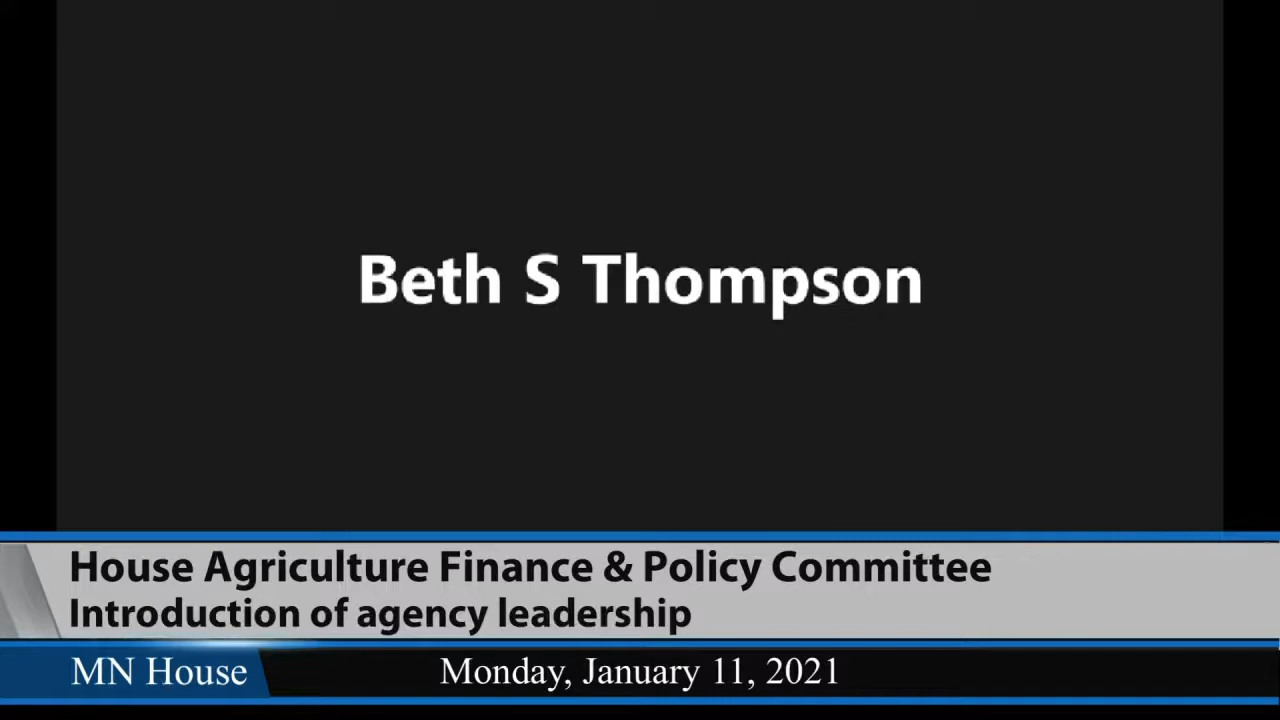 Beth S Thompson
House Agriculture Finance & Policy Committee
Introduction of agency leadership
MN House
Monday, January 11, 2021